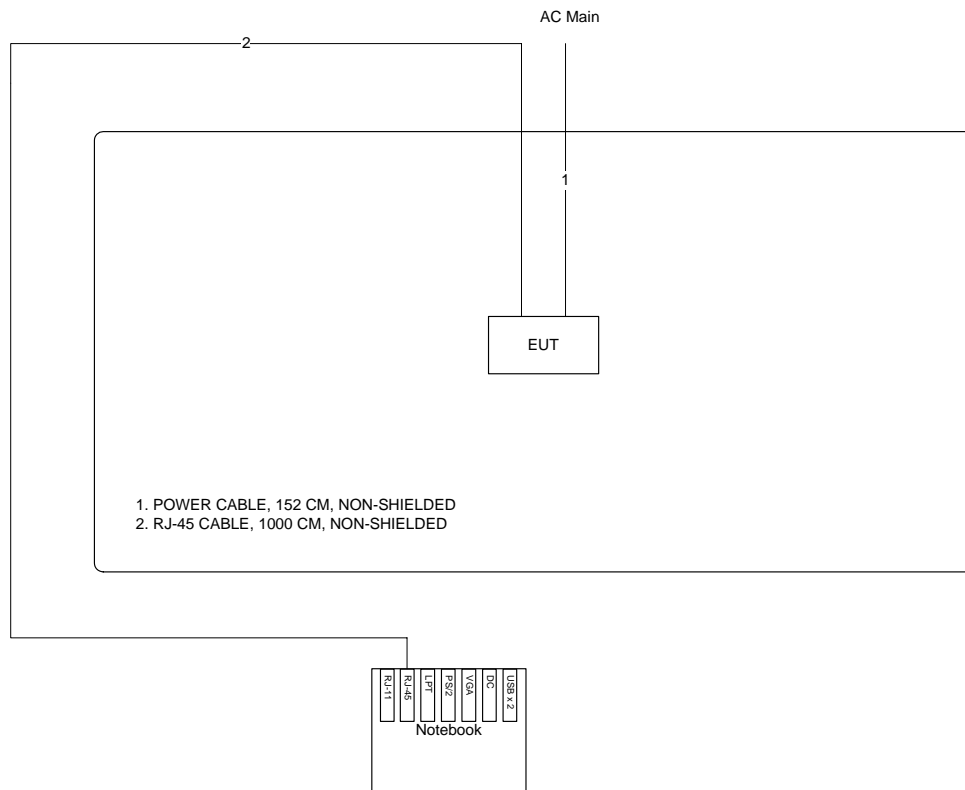 AC Main
2
1
EUT
1. POWER CABLE, 152 CM, NON-SHIELDED
2. RJ-45 CABLE, 1000 CM, NON-SHIELDED
RJ-11
RJ-45
LPT
PS/2
VGA
DC
USB x 2
Notebook